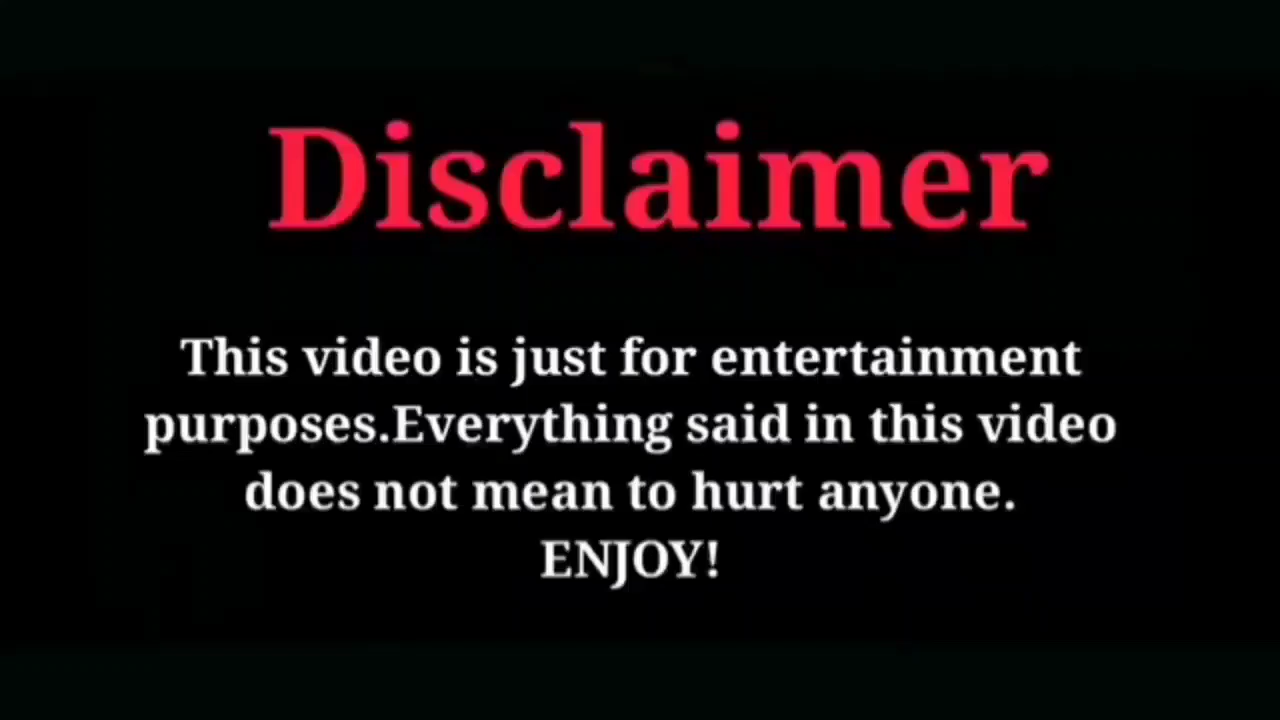 Disclaimer
This video is just for entertainment
purposes.Everything said in this video
does not mean to hurt anyone.
ENJOY!